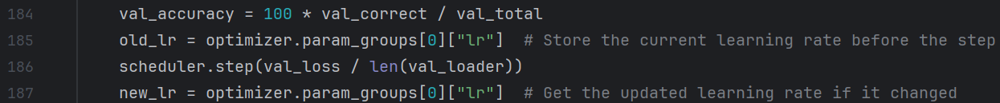 184 val_accuracy = 100 * val_correct / val_total
185 old_lr = optimizer.param_groups[0]["lr"]  # Store the current learning rate before the step
186 scheduler.step(val_loss / len(val_loader))
187 new_lr = optimizer.param_groups[0]["lr"]  # Get the updated learning rate if it changed